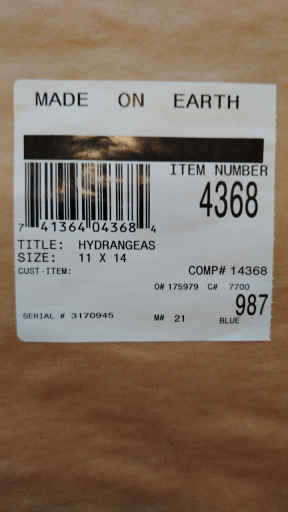 MADE ON EARTH
ITEM NUMBER
4368
7 41364 04368 4
TITLE: HYDRANGEAS
SIZE: 11 X 14
CUST-ITEM:
COMP# 14368
O# 175979 C# 7700
987
SERIAL # 3170945 M# 21 BLUE